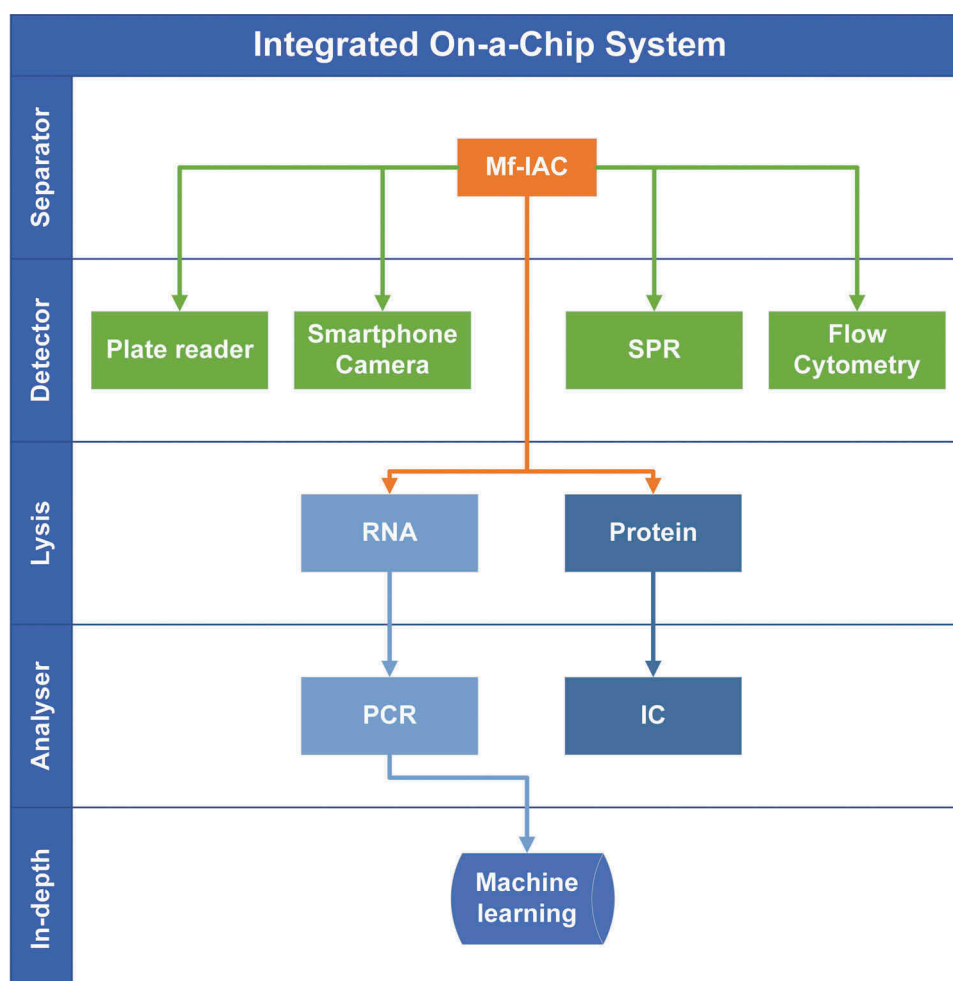 Integrated On-a-Chip System
Separator
Mf-IAC
Detector
Plate reader
Smartphone
Camera
SPR
Flow
Cytometry
Lysis
RNA
Protein
Analyser
PCR
IC
In-depth
Machine
learning